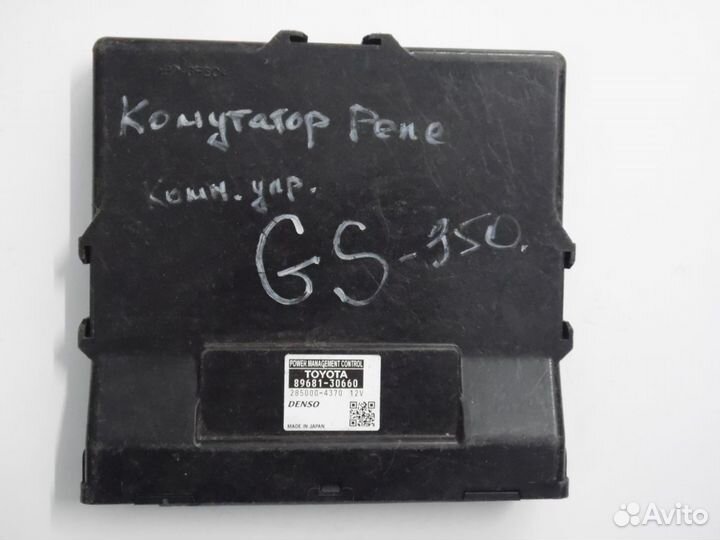 Комутатор Реле
комп. упр.
GS-350.
POWER MANAGEMENT CONTROL
TOYOTA
89681-30660
285000-4370 12V
DENSO
MADE IN JAPAN
Avito